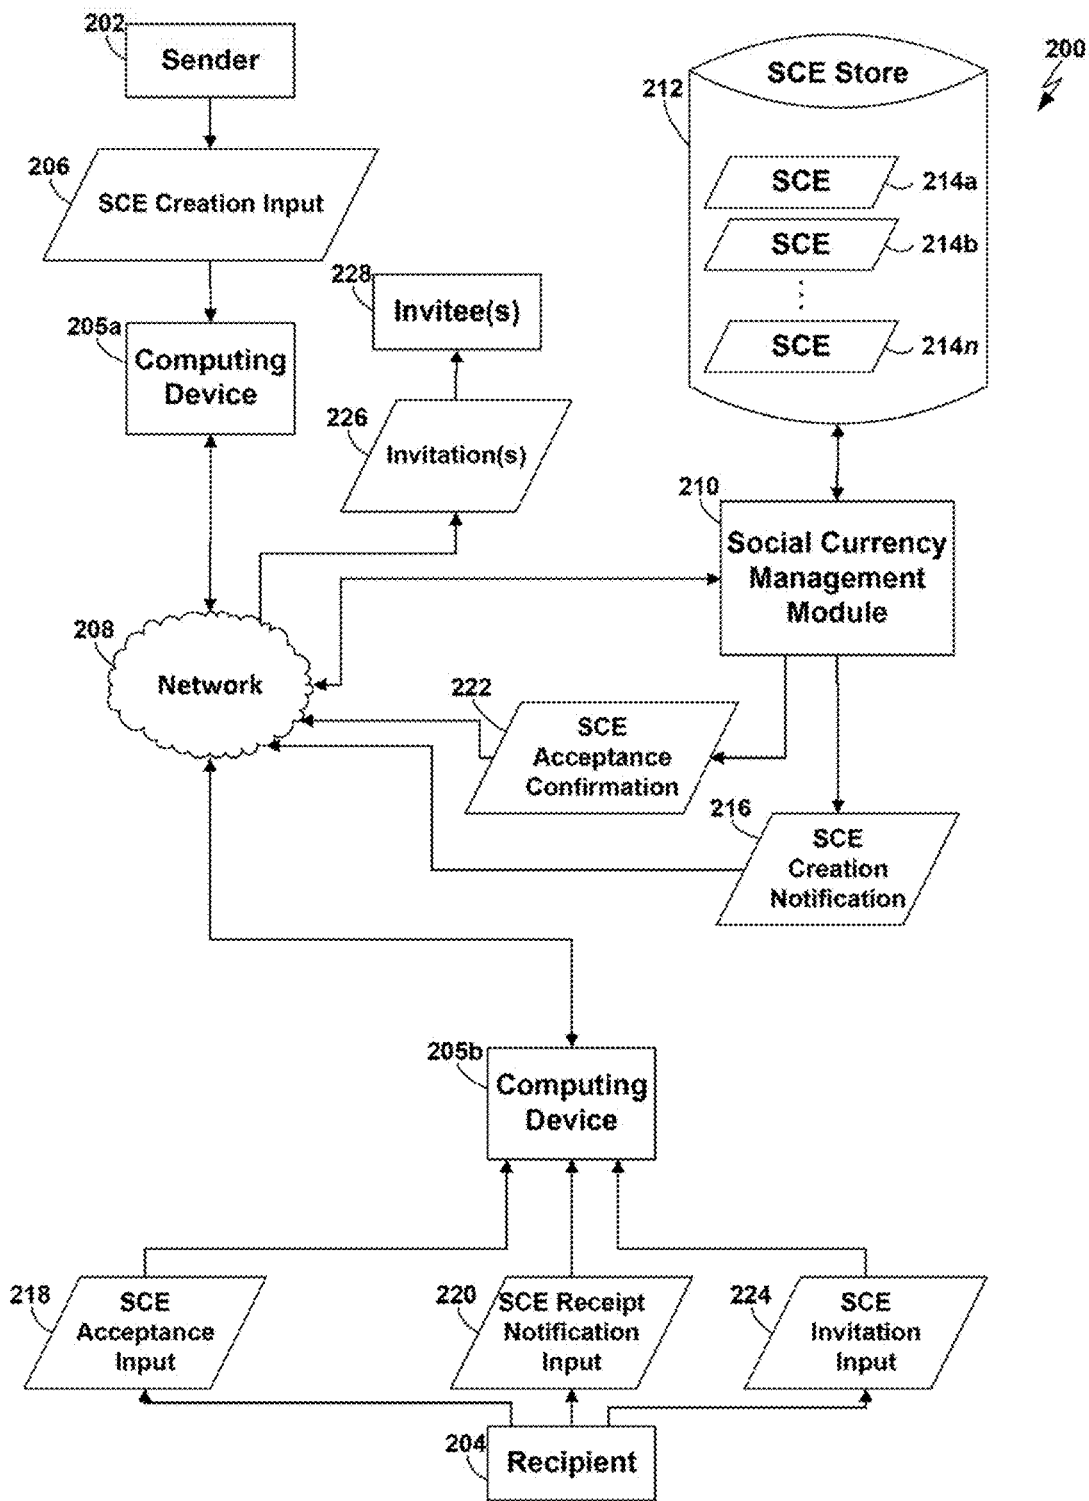 202
Sender
200
SCE Store
212
206
SCE Creation Input
SCE
214a
SCE
214b
SCE
214n
228
Invitee(s)
205a
Computing
Device
226
Invitation(s)
210
Social Currency
Management
Module
208
Network
222
SCE
Acceptance
Confirmation
216
SCE
Creation
Notification
205b
Computing
Device
218
SCE
Acceptance
Input
220
SCE Receipt
Notification
Input
224
SCE
Invitation
Input
204
Recipient